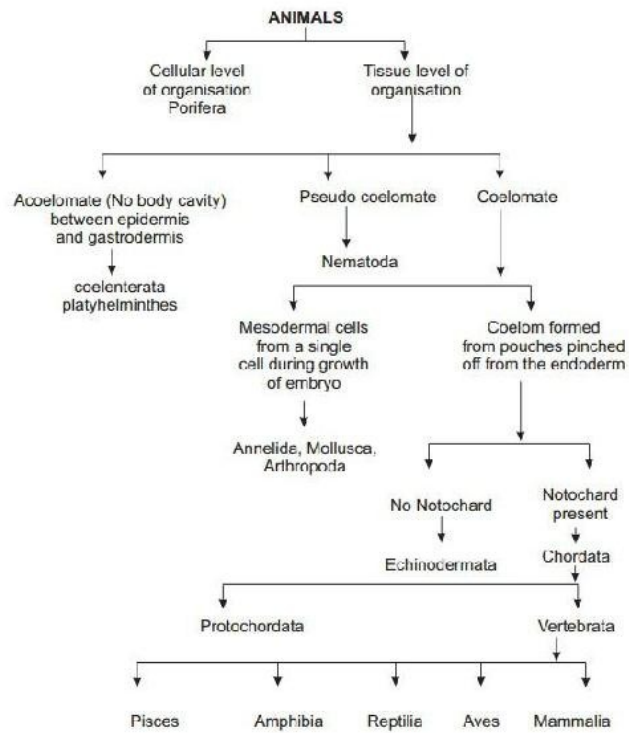 ANIMALS
Cellular level
of organisation
Porifera
Tissue level of
organisation
Accelomate (No body cavity)
between epidermis
and gastrodermis
Pseudo coelomate
Coelomate
Nematoda
coelenterata
platyhelminthes
Mesodermal cells
from a single
cell during growth
of embryo
Coelom formed
from pouches pinched
off from the endoderm
Annelida, Mollusca,
Arthropoda
No Notochard
Notochard
present
Echinodermata
Chordata
Protochordata
Vertebrata
Pisces
Amphibia
Reptilia
Aves
Mammalia